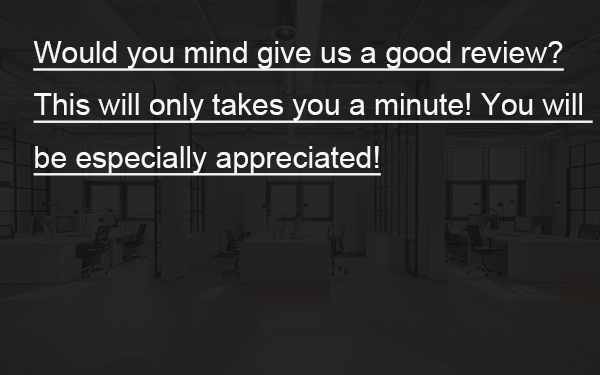 Would you mind give us a good review?
This will only takes you a minute! You will
be especially appreciated!